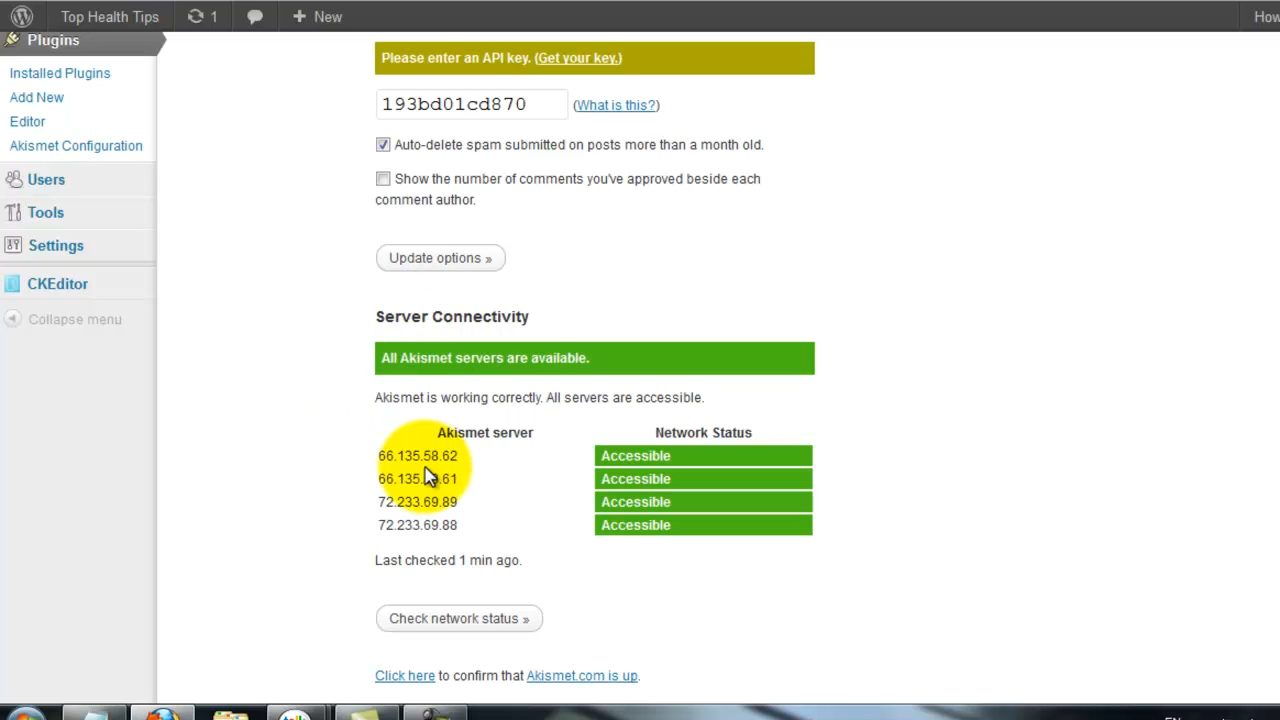 Top Health Tips 1 New How
Plugins
Installed Plugins
Add New
Editor
Akismet Configuration
Users
Tools
Settings
CKEditor
Collapse menu
Please enter an API key. (Get your key.)
193bd01cd870 (What is this?)
Auto-delete spam submitted on posts more than a month old.
Show the number of comments you've approved beside each
comment author.
Update options »
Server Connectivity
All Akismet servers are available.
Akismet is working correctly. All servers are accessible.
Akismet server Network Status
66.135.58.62 Accessible
66.135. .61 Accessible
72.233.69.89 Accessible
72.233.69.88 Accessible
Last checked 1 min ago.
Check network status »
Click here to confirm that Akismet.com is up.